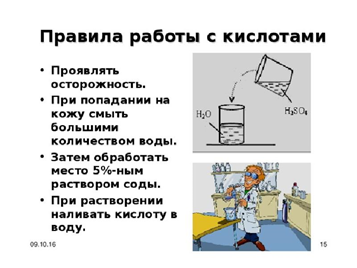 Правила работы с кислотами
• Проявлять
осторожность.
• При попадании на
кожу смыть
большими
количеством воды.
• Затем обработать
место 5%-ным
раствором соды.
• При растворении
наливать кислоту в
воду.
H₂O
H₂SO₄
09.10.16
15